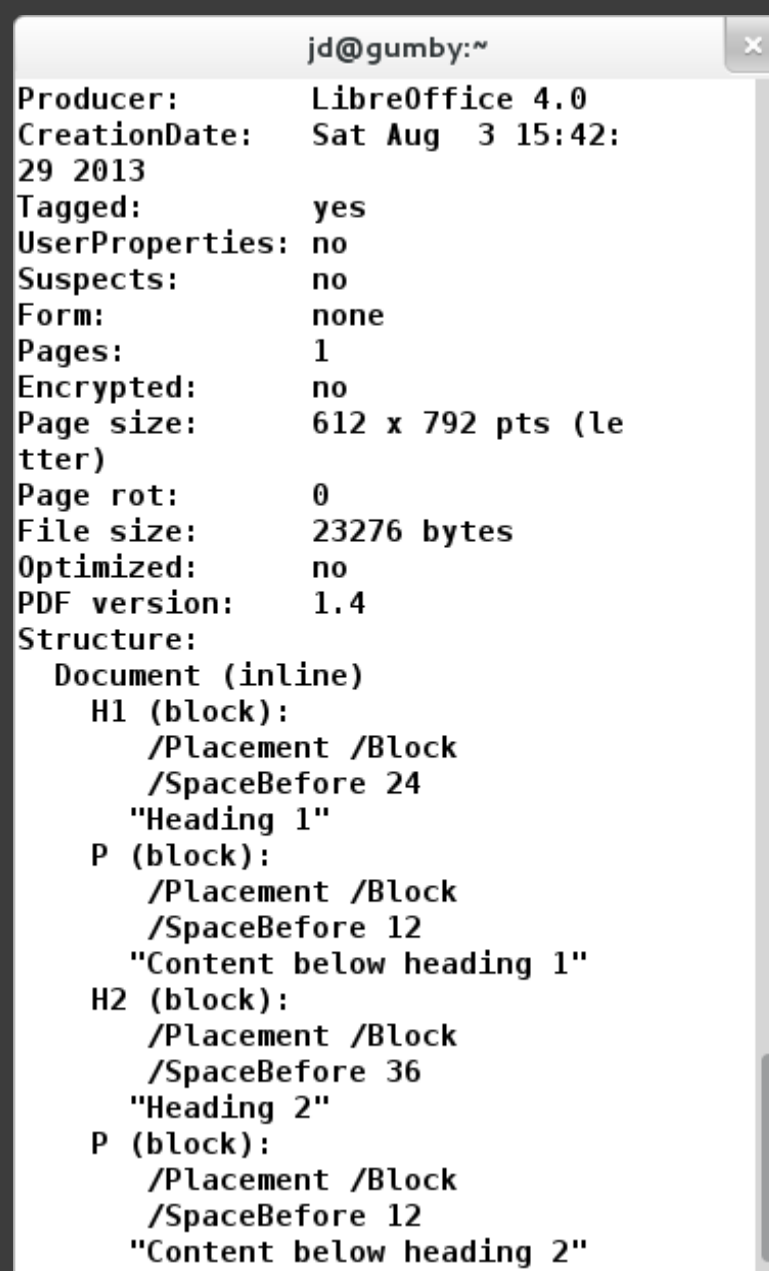 jd@gumby:~
Producer:       LibreOffice 4.0
CreationDate:   Sat Aug  3 15:42:
29 2013
Tagged:         yes
UserProperties: no
Suspects:       no
Form:           none
Pages:          1
Encrypted:      no
Page size:      612 x 792 pts (le
tter)
Page rot:       0
File size:      23276 bytes
Optimized:      no
PDF version:    1.4
Structure:
  Document (inline)
    H1 (block):
       /Placement /Block
       /SpaceBefore 24
      "Heading 1"
    P (block):
       /Placement /Block
       /SpaceBefore 12
      "Content below heading 1"
    H2 (block):
       /Placement /Block
       /SpaceBefore 36
      "Heading 2"
    P (block):
       /Placement /Block
       /SpaceBefore 12
      "Content below heading 2"